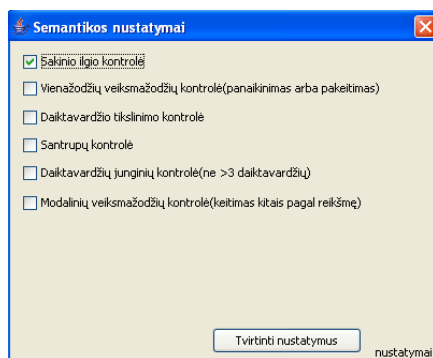 Semantikos nustatymai
Sakinio ilgio kontrolė
Vienažodžių veiksmažodžių kontrolė(panaikinimas arba pakeitimas)
Daiktavardžio tikslinimo kontrolė
Santrupų kontrolė
Daiktavardžių junginių kontrolė(ne >3 daiktavardžių)
Modalinių veiksmažodžių kontrolė(keitimas kitais pagal reikšmę)
Tvirtinti nustatymus
nustatymai